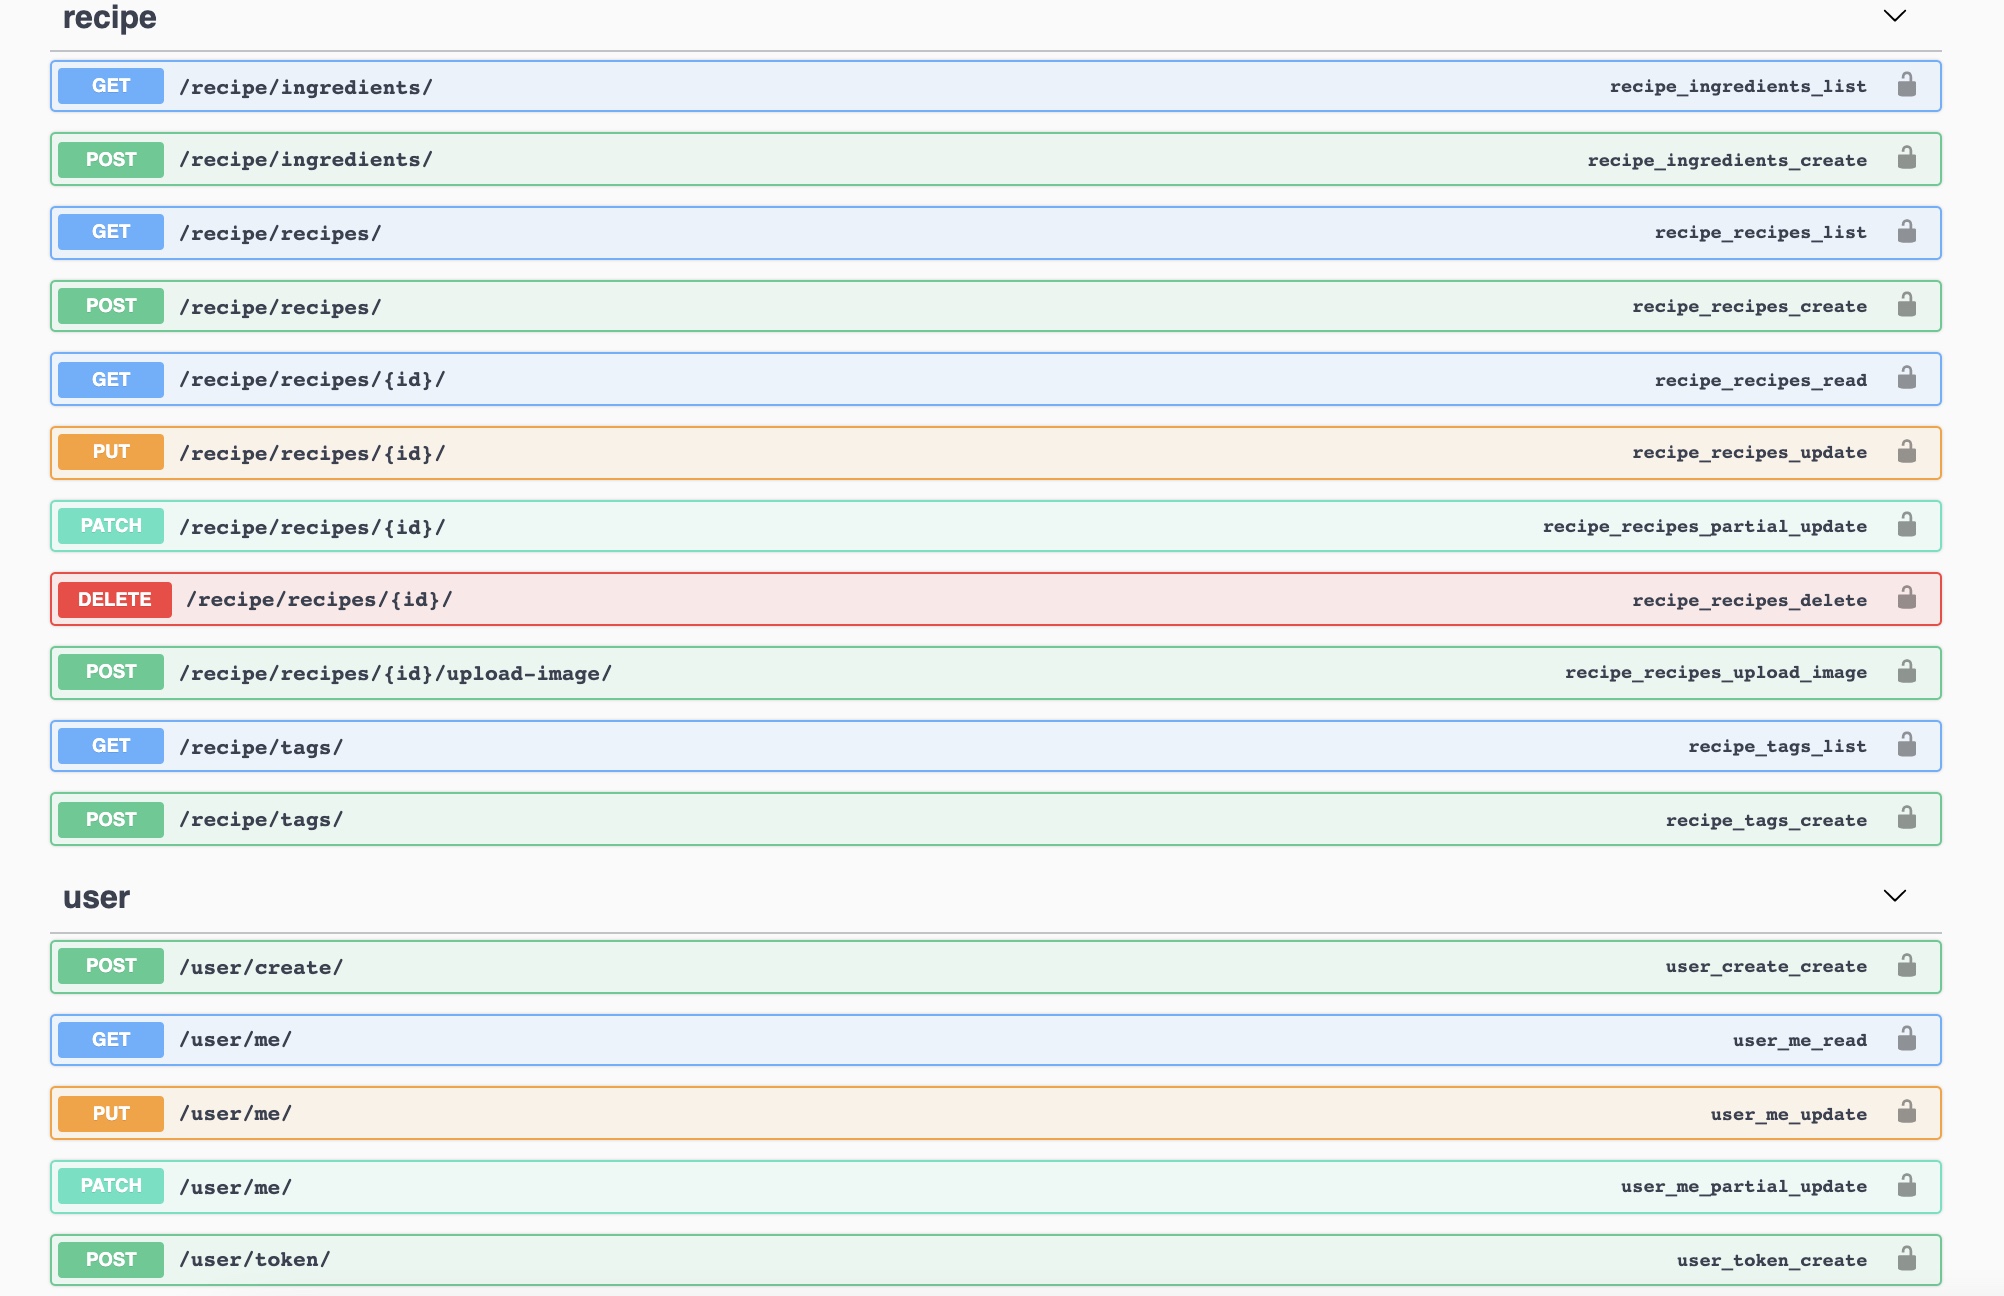 recipe
GET /recipe/ingredients/ recipe_ingredients_list
POST /recipe/ingredients/ recipe_ingredients_create
GET /recipe/recipes/ recipe_recipes_list
POST /recipe/recipes/ recipe_recipes_create
GET /recipe/recipes/{id}/ recipe_recipes_read
PUT /recipe/recipes/{id}/ recipe_recipes_update
PATCH /recipe/recipes/{id}/ recipe_recipes_partial_update
DELETE /recipe/recipes/{id}/ recipe_recipes_delete
POST /recipe/recipes/{id}/upload-image/ recipe_recipes_upload_image
GET /recipe/tags/ recipe_tags_list
POST /recipe/tags/ recipe_tags_create
user
POST /user/create/ user_create_create
GET /user/me/ user_me_read
PUT /user/me/ user_me_update
PATCH /user/me/ user_me_partial_update
POST /user/token/ user_token_create